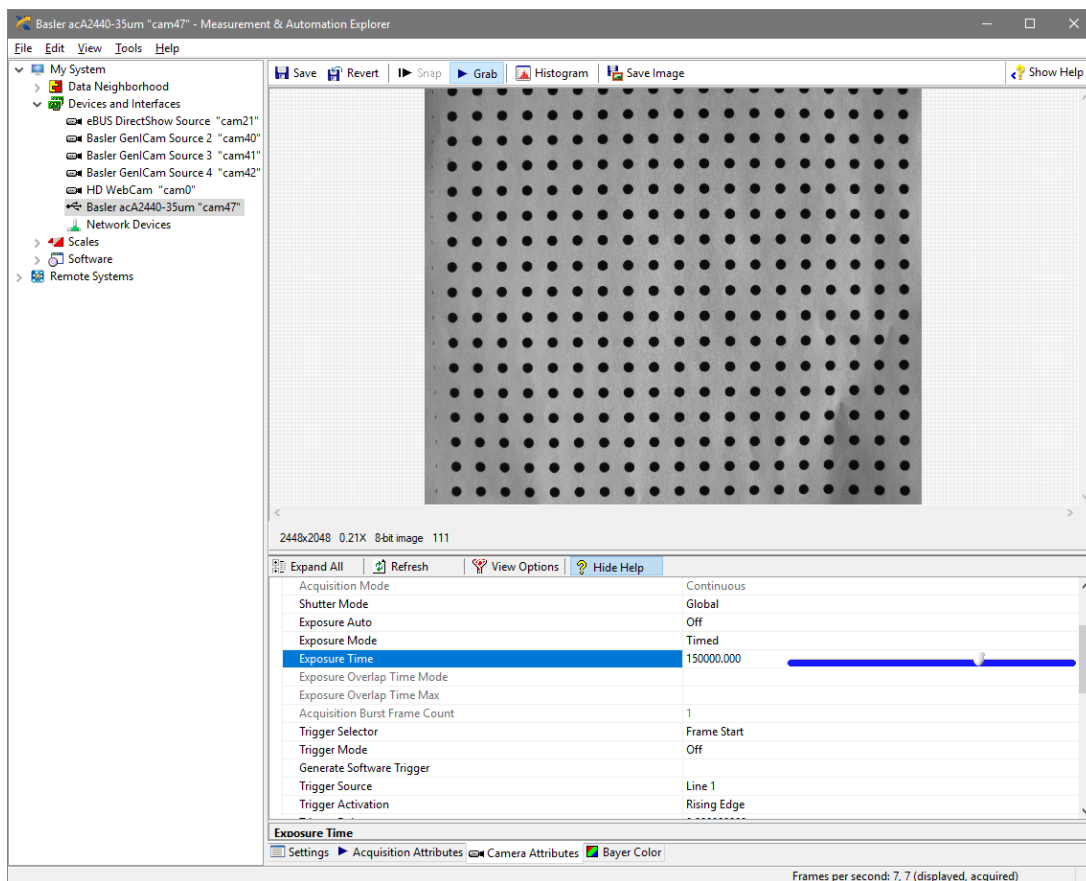 Basler acA2440-35um "cam47" - Measurement & Automation Explorer
File Edit View Tools Help
My System
Data Neighborhood
Devices and Interfaces
eBUS DirectShow Source "cam21"
Basler GenICam Source 2 "cam40"
Basler GenICam Source 3 "cam41"
Basler GenICam Source 4 "cam42"
HD WebCam "cam0"
Basler acA2440-35um "cam47"
Network Devices
Scales
Software
Remote Systems
Save Revert Snap Grab Histogram Save Image Show Help
2448x2048 0.21X 8-bit image 111
Expand All Refresh View Options Hide Help
Acquisition Mode Continuous
Shutter Mode Global
Exposure Auto Off
Exposure Mode Timed
Exposure Time 150000.000
Exposure Overlap Time Mode
Exposure Overlap Time Max
Acquisition Burst Frame Count 1
Trigger Selector Frame Start
Trigger Mode Off
Generate Software Trigger
Trigger Source Line 1
Trigger Activation Rising Edge
Exposure Time
Settings Acquisition Attributes Camera Attributes Bayer Color
Frames per second: 7, 7 (displayed, acquired)